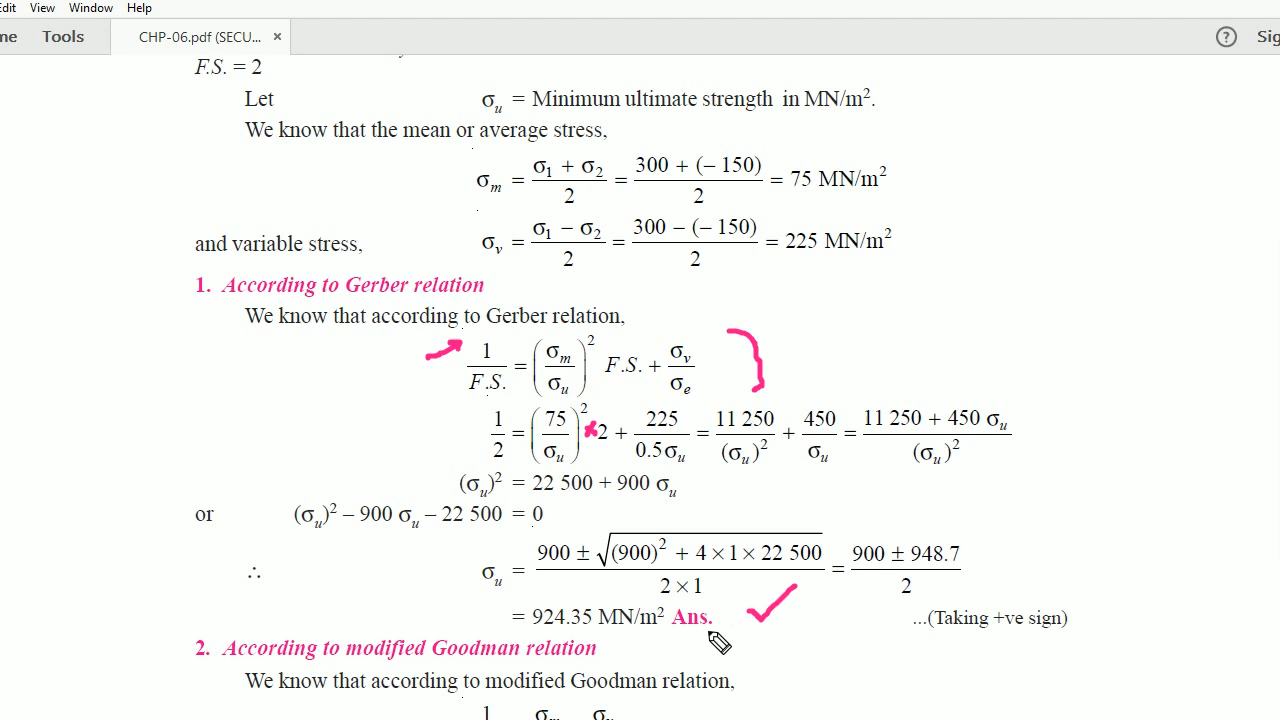 Edit View Window Help
me Tools CHP-06.pdf (SECU... × ? Sig
F.S. = 2
Let σu = Minimum ultimate strength in MN/m².
We know that the mean or average stress,
σm = (σ1 + σ2)/2 = (300 + (– 150))/2 = 75 MN/m²
and variable stress, σv = (σ1 – σ2)/2 = (300 – (– 150))/2 = 225 MN/m²
1. According to Gerber relation
We know that according to Gerber relation,
1/F.S. = (σm/σu)² F.S. + σv/σe
1/2 = (75/σu)² × 2 + 225/0.5σu = 11 250/(σu)² + 450/σu = (11 250 + 450 σu)/(σu)²
(σu)² = 22 500 + 900 σu
or (σu)² – 900 σu – 22 500 = 0
∴ σu = (900 ± √((900)² + 4 × 1 × 22 500))/(2 × 1) = (900 ± 948.7)/2
= 924.35 MN/m² Ans. ...(Taking +ve sign)
2. According to modified Goodman relation
We know that according to modified Goodman relation,
1 σm σv